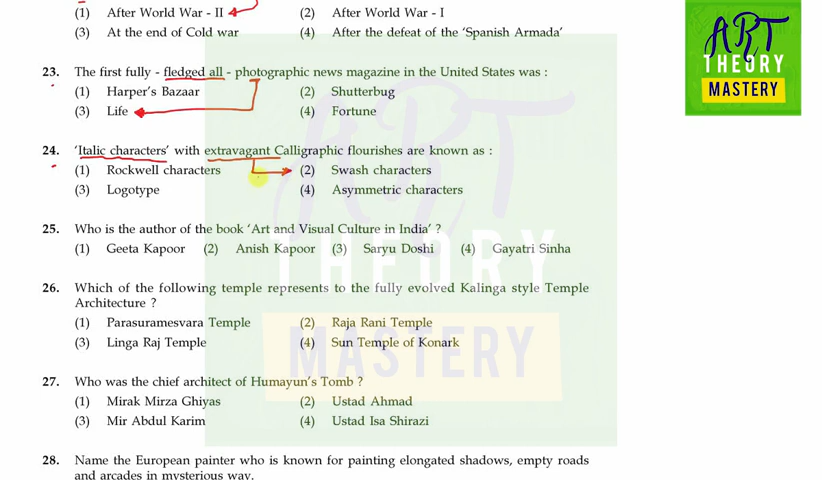 (1) After World War - II (2) After World War - I
(3) At the end of Cold war (4) After the defeat of the ‘Spanish Armada’
23. The first fully - fledged all - photographic news magazine in the United States was :
(1) Harper’s Bazaar (2) Shutterbug
(3) Life (4) Fortune
24. ‘Italic characters’ with extravagant Calligraphic flourishes are known as :
(1) Rockwell characters (2) Swash characters
(3) Logotype (4) Asymmetric characters
25. Who is the author of the book ‘Art and Visual Culture in India’ ?
(1) Geeta Kapoor (2) Anish Kapoor (3) Saryu Doshi (4) Gayatri Sinha
26. Which of the following temple represents to the fully evolved Kalinga style Temple
Architecture ?
(1) Parasuramesvara Temple (2) Raja Rani Temple
(3) Linga Raj Temple (4) Sun Temple of Konark
27. Who was the chief architect of Humayun’s Tomb ?
(1) Mirak Mirza Ghiyas (2) Ustad Ahmad
(3) Mir Abdul Karim (4) Ustad Isa Shirazi
28. Name the European painter who is known for painting elongated shadows, empty roads
and arcades in mysterious way.
ART
THEORY
MASTERY
ART
THEORY
MASTERY